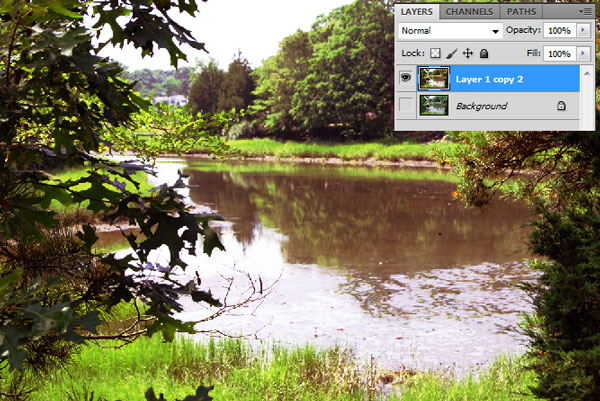 LAYERS CHANNELS PATHS
Normal Opacity: 100%
Lock: Fill: 100%
Layer 1 copy 2
Background